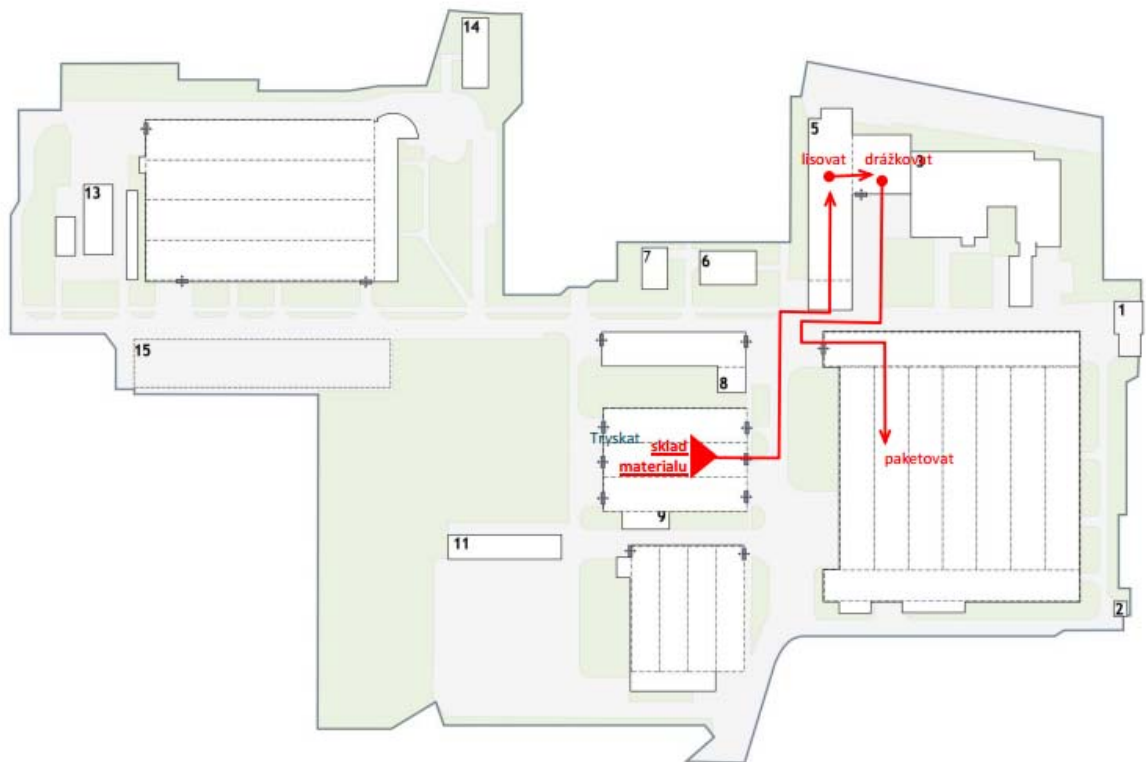 14
5
lisovat drážkovat
3
13
7
6
1
15
8
Tryskat
sklad
materialu
paketovat
9
11
2